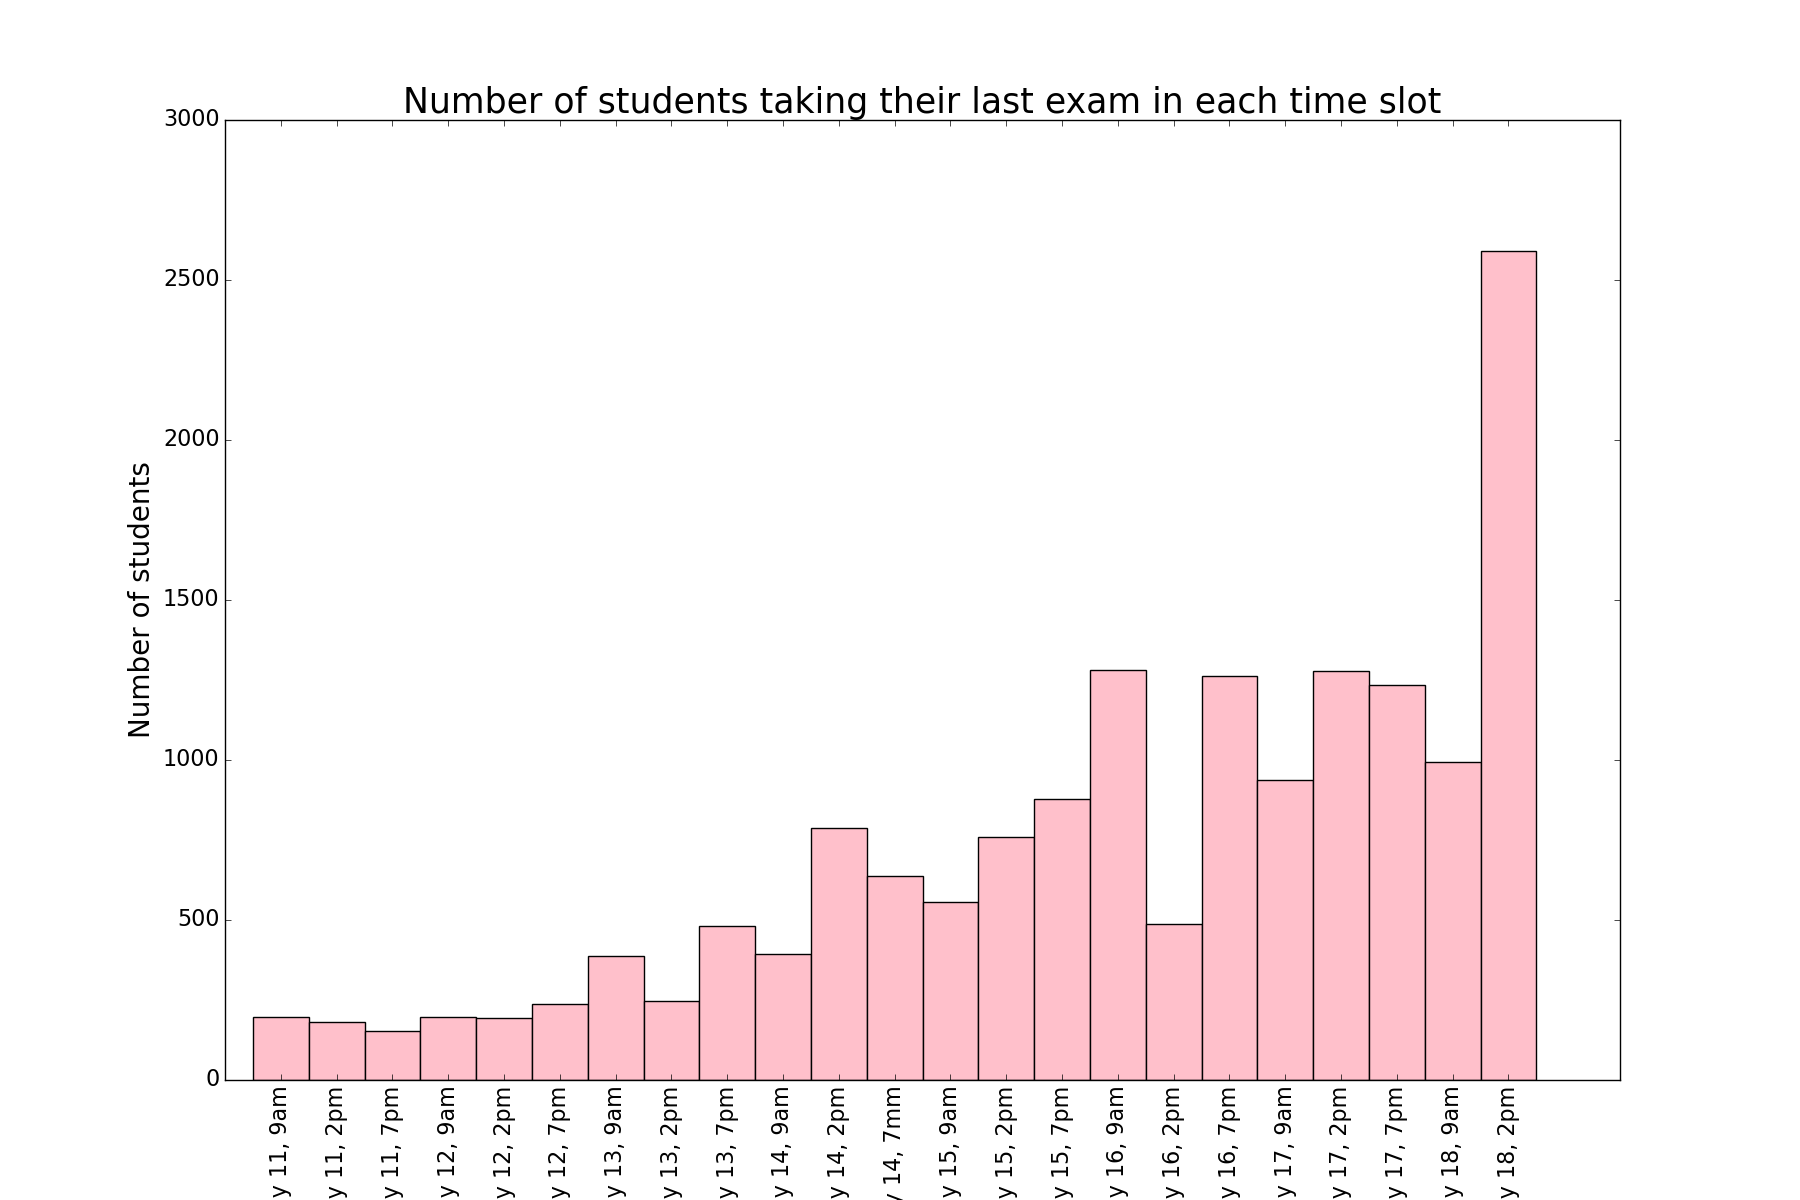 Number of students taking their last exam in each time slot
Number of students
3000
2500
2000
1500
1000
500
0
y 11, 9am
y 11, 2pm
y 11, 7pm
y 12, 9am
y 12, 2pm
y 12, 7pm
y 13, 9am
y 13, 2pm
y 13, 7pm
y 14, 9am
y 14, 2pm
y 14, 7mm
y 15, 9am
y 15, 2pm
y 15, 7pm
y 16, 9am
y 16, 2pm
y 16, 7pm
y 17, 9am
y 17, 2pm
y 17, 7pm
y 18, 9am
y 18, 2pm